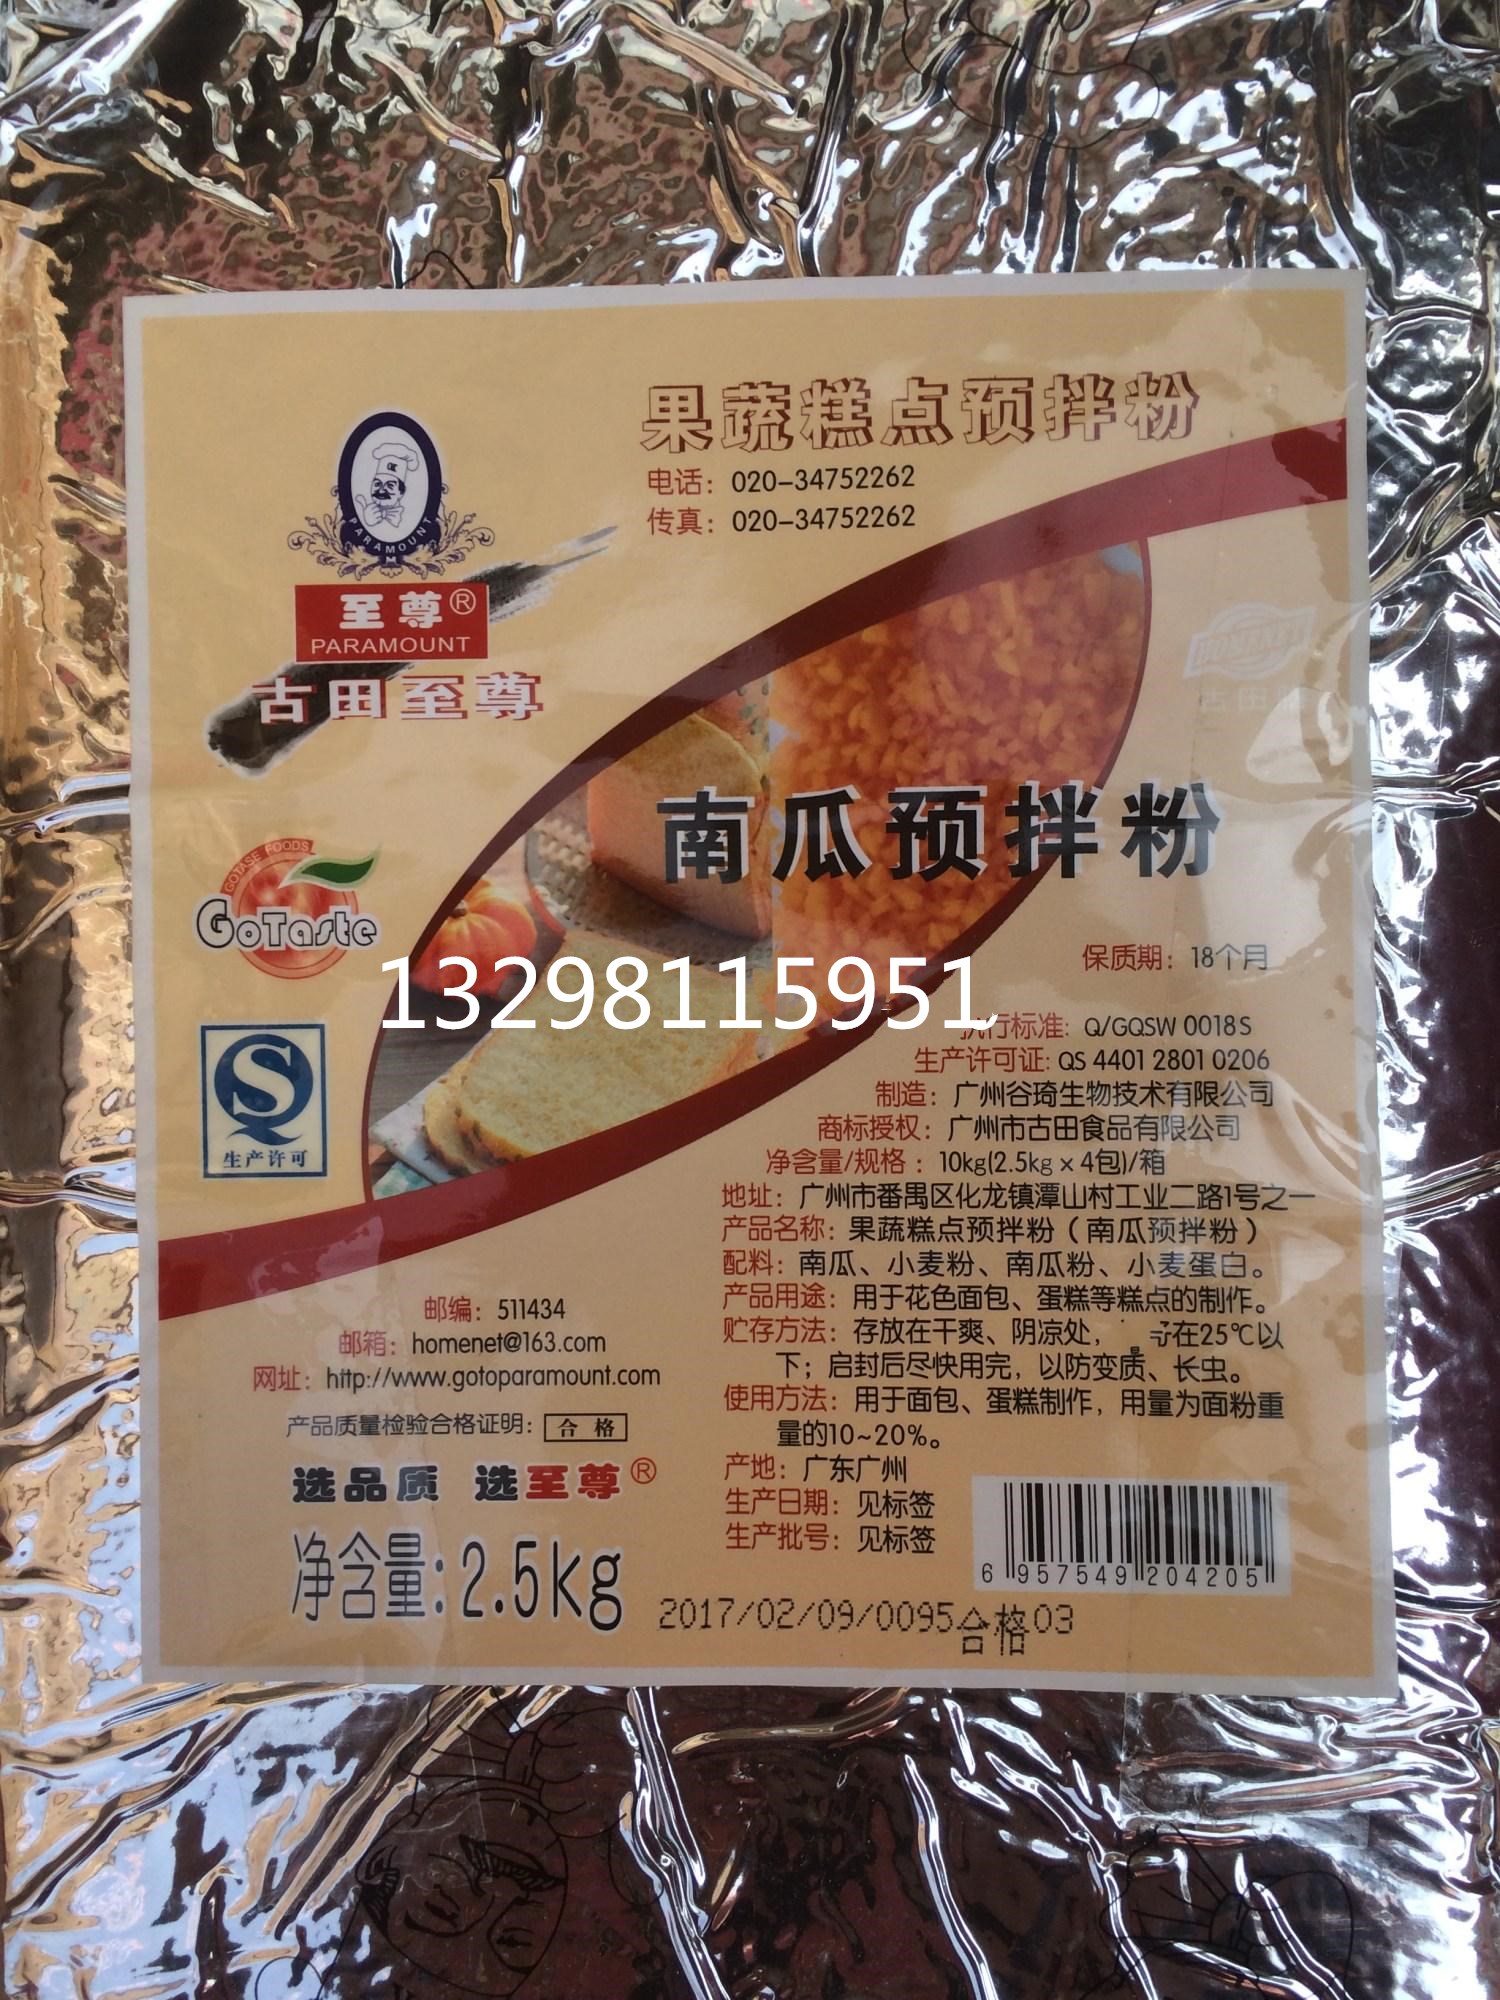 果蔬糕点预拌粉
电话：020-34752262
传真：020-34752262
PARAMOUNT
至尊®
PARAMOUNT
古田至尊
南瓜预拌粉
GOTASE FOODS
GoTaste
保质期：18个月
13298115951
执行标准：Q/GQSW 0018S
生产许可证：QS 4401 2801 0206
制造：广州谷琦生物技术有限公司
商标授权：广州市古田食品有限公司
净含量/规格：10kg(2.5kg×4包)/箱
地址：广州市番禺区化龙镇潭山村工业二路1号之一
产品名称：果蔬糕点预拌粉（南瓜预拌粉）
配料：南瓜、小麦粉、南瓜粉、小麦蛋白。
产品用途：用于花色面包、蛋糕等糕点的制作。
贮存方法：存放在干爽、阴凉处，在25℃以
下；启封后尽快用完，以防变质、长虫。
使用方法：用于面包、蛋糕制作，用量为面粉重
量的10~20%。
产地：广东广州
生产日期：见标签
生产批号：见标签
生产许可
邮编：511434
邮箱：homenet@163.com
网址：http://www.gotoparamount.com
产品质量检验合格证明：合格
选品质 选至尊®
净含量：2.5kg
6 957549 204205
2017/02/09/0095合格03